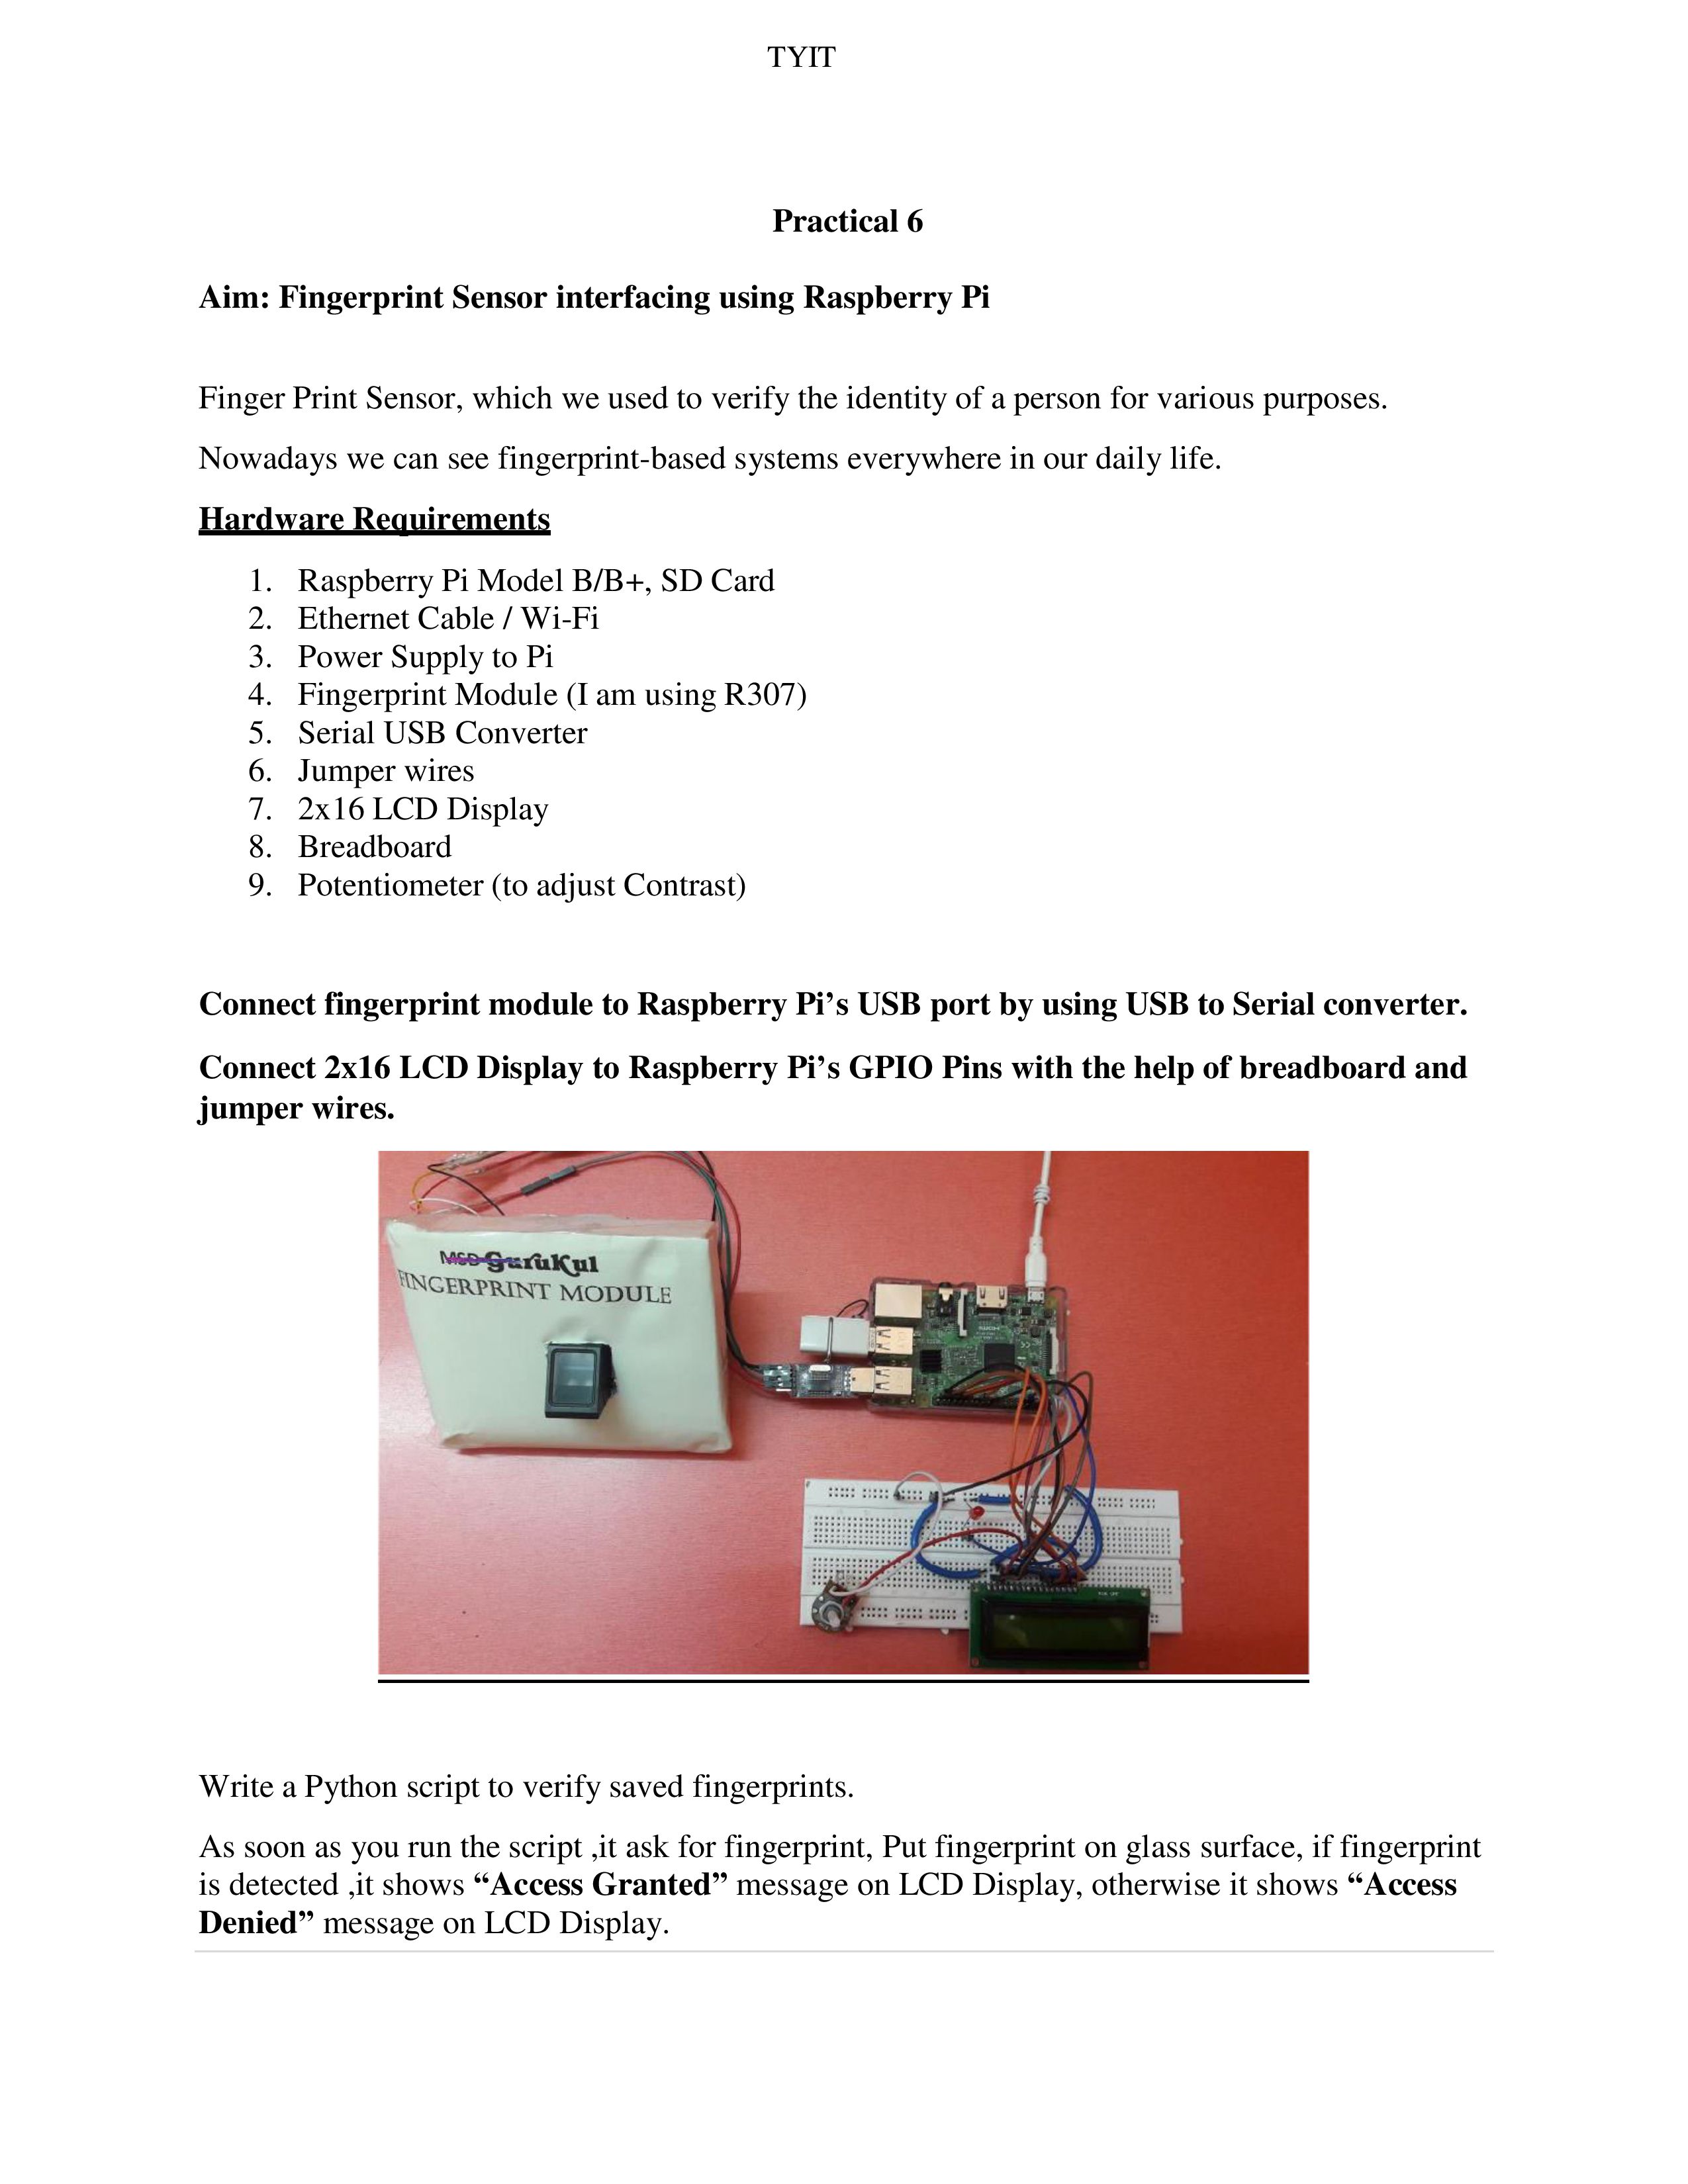 TYIT
Practical 6
Aim: Fingerprint Sensor interfacing using Raspberry Pi
Finger Print Sensor, which we used to verify the identity of a person for various purposes.
Nowadays we can see fingerprint-based systems everywhere in our daily life.
Hardware Requirements
1. Raspberry Pi Model B/B+, SD Card
2. Ethernet Cable / Wi-Fi
3. Power Supply to Pi
4. Fingerprint Module (I am using R307)
5. Serial USB Converter
6. Jumper wires
7. 2x16 LCD Display
8. Breadboard
9. Potentiometer (to adjust Contrast)
Connect fingerprint module to Raspberry Pi’s USB port by using USB to Serial converter.
Connect 2x16 LCD Display to Raspberry Pi’s GPIO Pins with the help of breadboard and
jumper wires.
MSD GuruKul
FINGERPRINT MODULE
Write a Python script to verify saved fingerprints.
As soon as you run the script ,it ask for fingerprint, Put fingerprint on glass surface, if fingerprint
is detected ,it shows “Access Granted” message on LCD Display, otherwise it shows “Access
Denied” message on LCD Display.